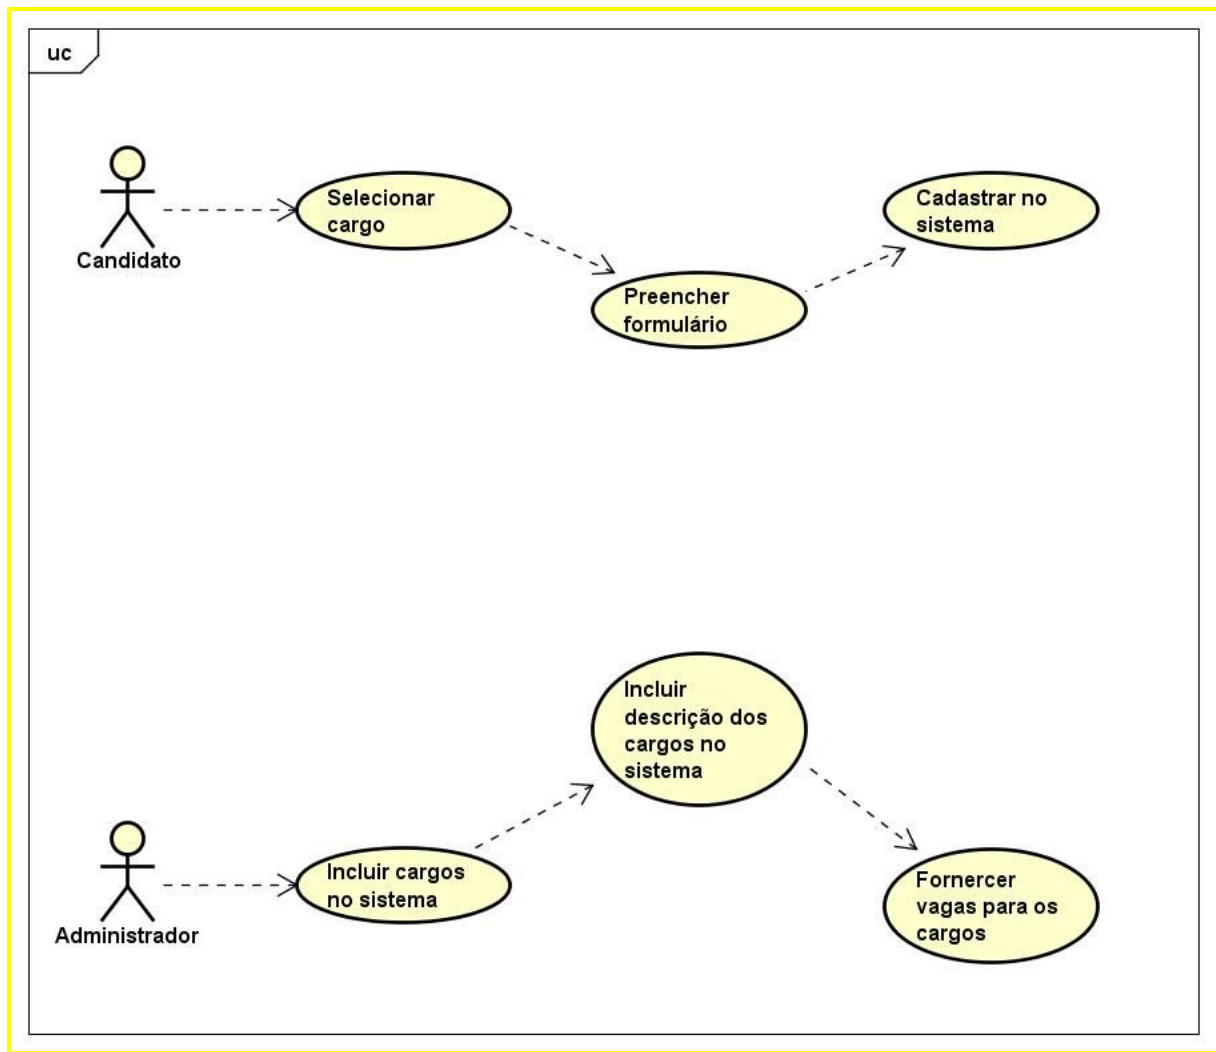 uc
Selecionar
cargo
Cadastrar no
sistema
Candidato
Preencher
formulário
Incluir
descrição dos
cargos no
sistema
Incluir cargos
no sistema
Fornercer
vagas para os
cargos
Administrador